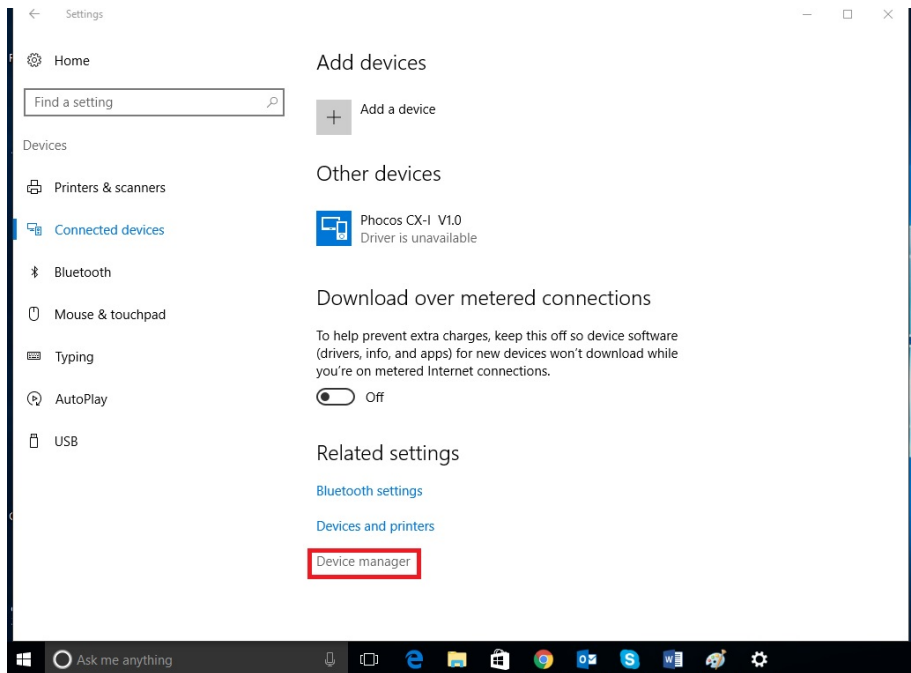 Settings
Home
Find a setting
Devices
Printers & scanners
Connected devices
Bluetooth
Mouse & touchpad
Typing
AutoPlay
USB
Add devices
Add a device
Other devices
Phocos CX-I V1.0
Driver is unavailable
Download over metered connections
To help prevent extra charges, keep this off so device software
(drivers, info, and apps) for new devices won't download while
you're on metered Internet connections.
Off
Related settings
Bluetooth settings
Devices and printers
Device manager
Ask me anything